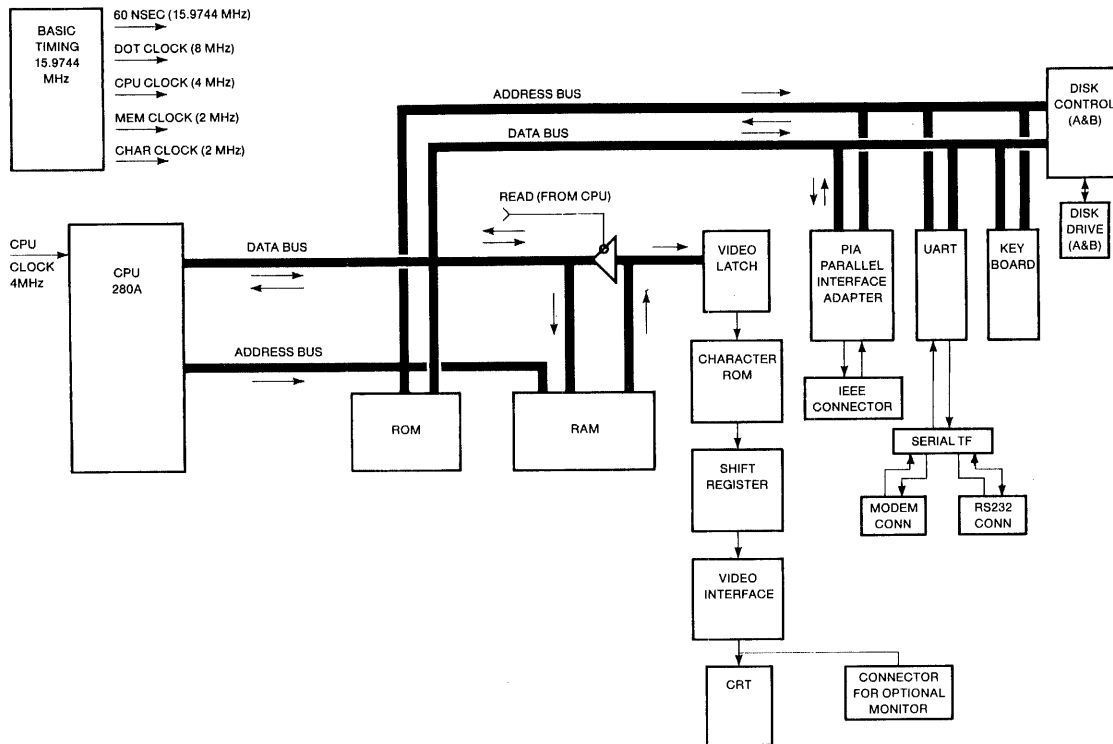 BASIC
TIMING
15.9744
MHz
60 NSEC (15.9744 MHz)
DOT CLOCK (8 MHz)
CPU CLOCK (4 MHz)
MEM CLOCK (2 MHz)
CHAR CLOCK (2 MHz)
ADDRESS BUS
DATA BUS
DISK
CONTROL
(A&B)
DISK
DRIVE
(A&B)
READ (FROM CPU)
CPU
CLOCK
4MHz
CPU
280A
DATA BUS
ADDRESS BUS
ROM
RAM
VIDEO
LATCH
CHARACTER
ROM
SHIFT
REGISTER
VIDEO
INTERFACE
CRT
CONNECTOR
FOR OPTIONAL
MONITOR
PIA
PARALLEL
INTERFACE
ADAPTER
UART
KEY
BOARD
IEEE
CONNECTOR
SERIAL TF
MODEM
CONN
RS232
CONN